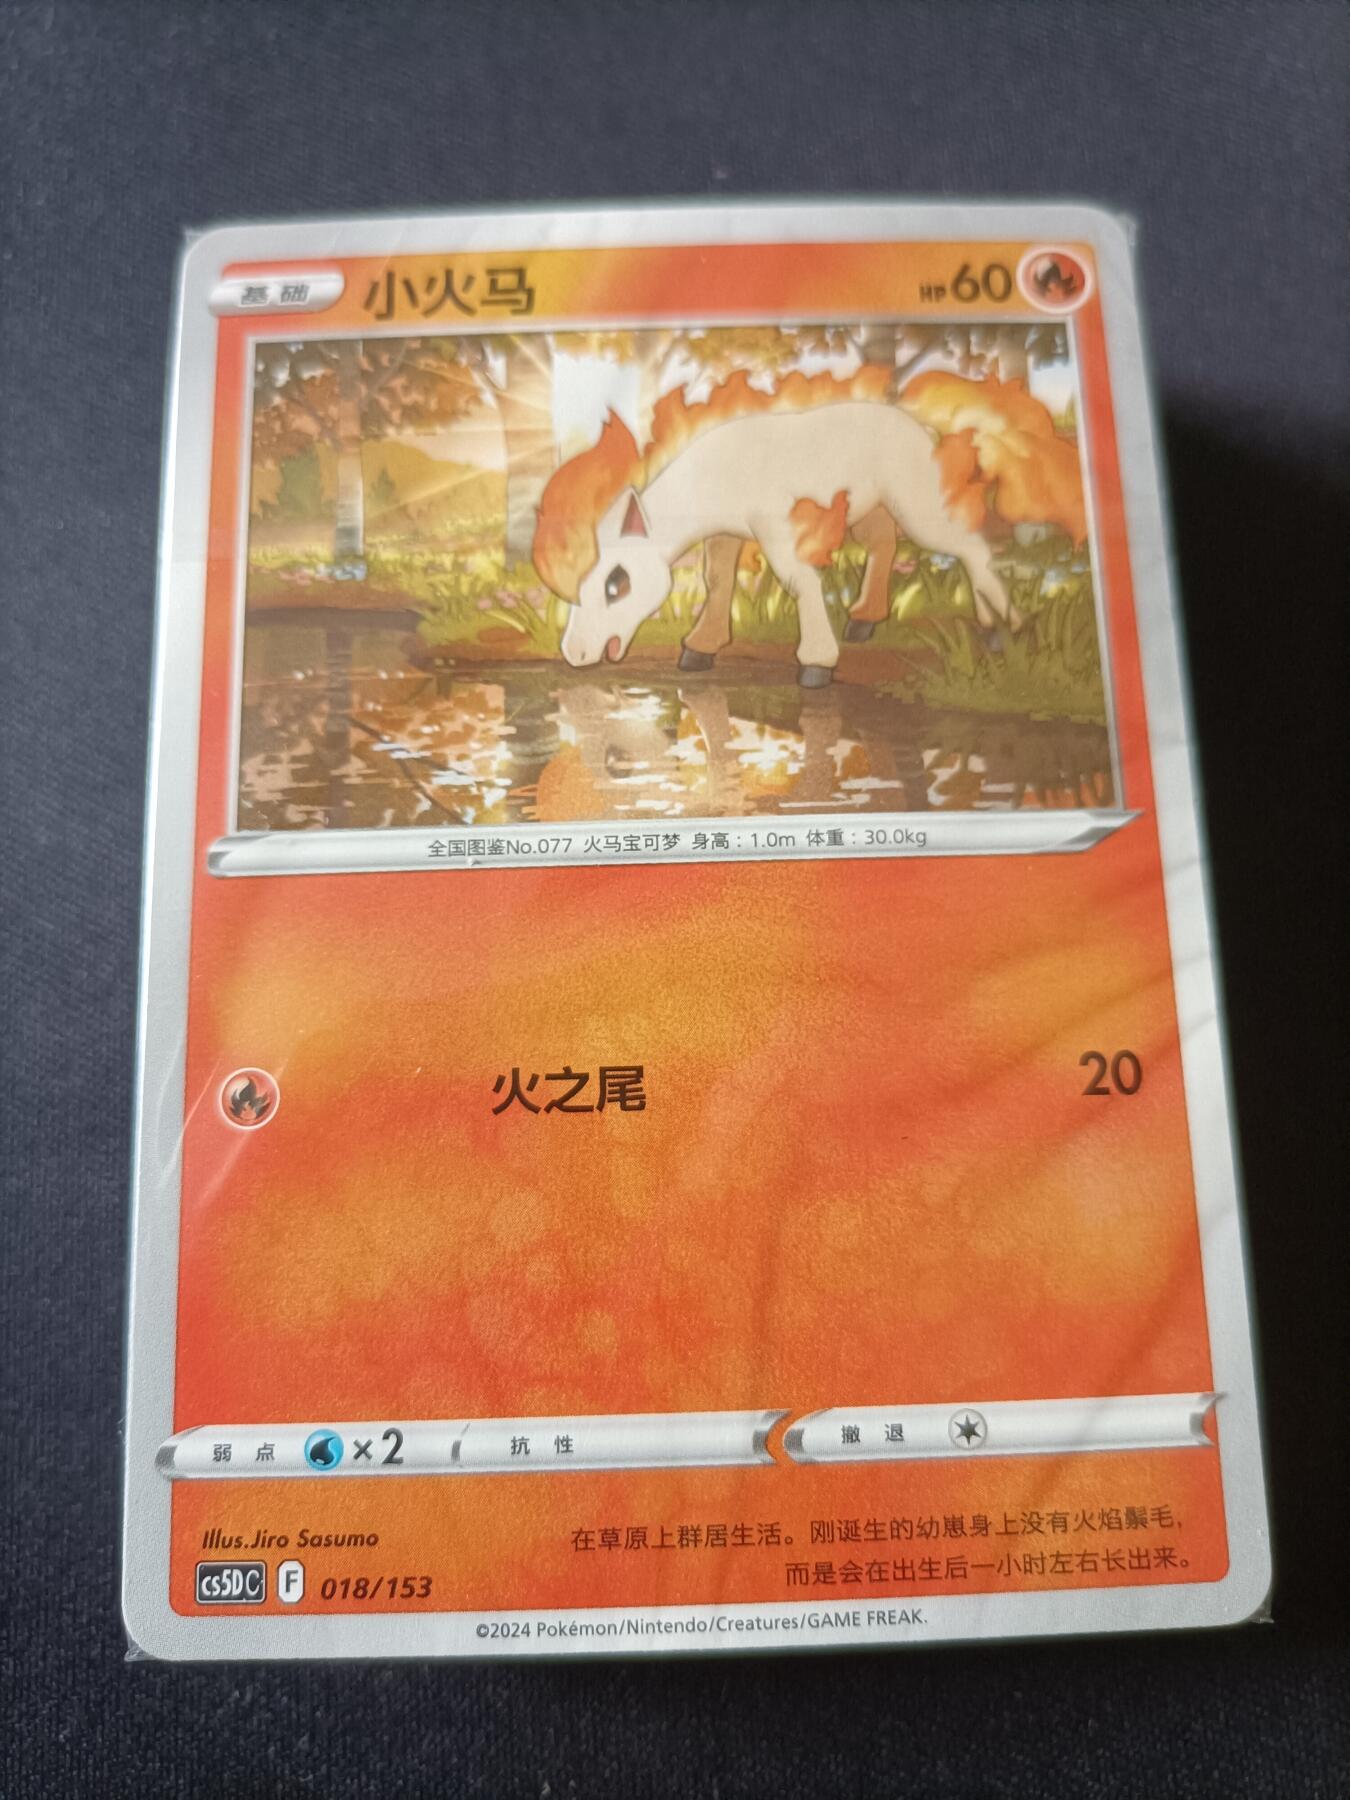 基础 小火马 HP60
全国图鉴No.077 火马宝可梦 身高：1.0m 体重：30.0kg
火之尾 20
弱点 ×2 抗性 撤退
Illus.Jiro Sasumo
在草原上群居生活。刚诞生的幼崽身上没有火焰鬃毛，
而是会在出生后一小时左右长出来。
CS5DC F 018/153
©2024 Pokémon/Nintendo/Creatures/GAME FREAK.